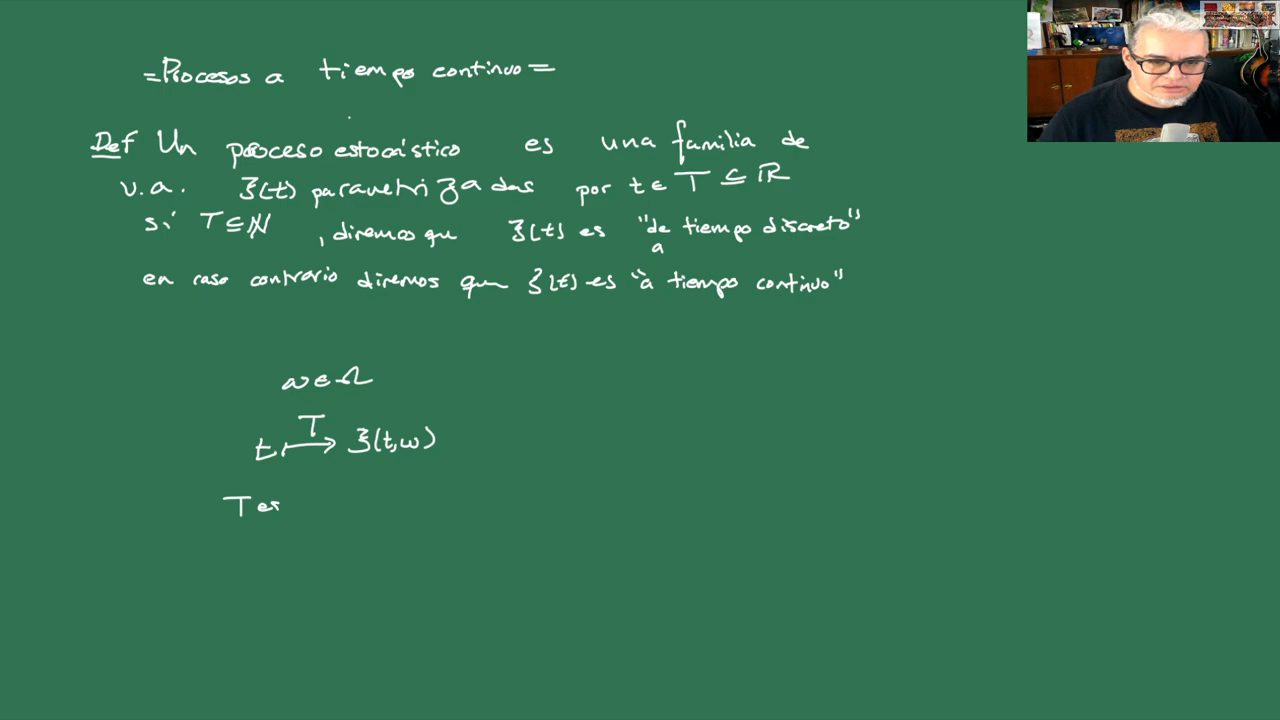 =Procesos a tiempo continuo=
Def Un proceso estocástico es una familia de
v.a. ξ(t) parametrizadas por t ∈ T ⊆ ℝ
si T ⊆ ℕ, diremos que ξ(t) es "de tiempo discreto"
a
en caso contrario diremos que ξ(t) es "a tiempo continuo"
ω ∈ Ω
T
t ↦ ξ(t,ω)
T es